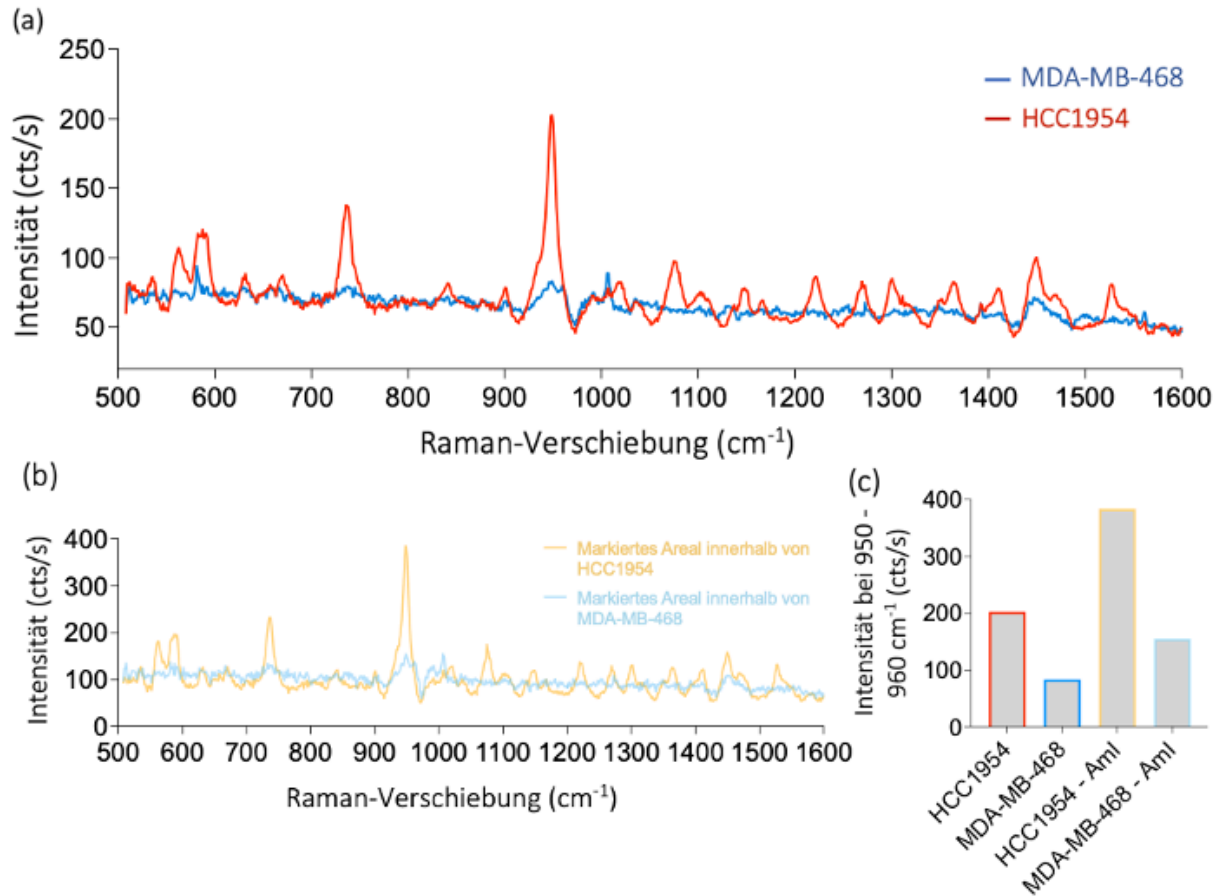 (a)
250
200
150
100
50
Intensität (cts/s)
MDA-MB-468
HCC1954
500 600 700 800 900 1000 1100 1200 1300 1400 1500 1600
Raman-Verschiebung (cm⁻¹)
(b)
400
300
200
100
0
Intensität (cts/s)
Markiertes Areal innerhalb von
HCC1954
Markiertes Areal innerhalb von
MDA-MB-468
500 600 700 800 900 1000 1100 1200 1300 1400 1500 1600
Raman-Verschiebung (cm⁻¹)
(c)
Intensität bei 950 -
960 cm⁻¹ (cts/s)
400
300
200
100
0
HCC1954
MDA-MB-468
HCC1954 - AmI
MDA-MB-468 - AmI